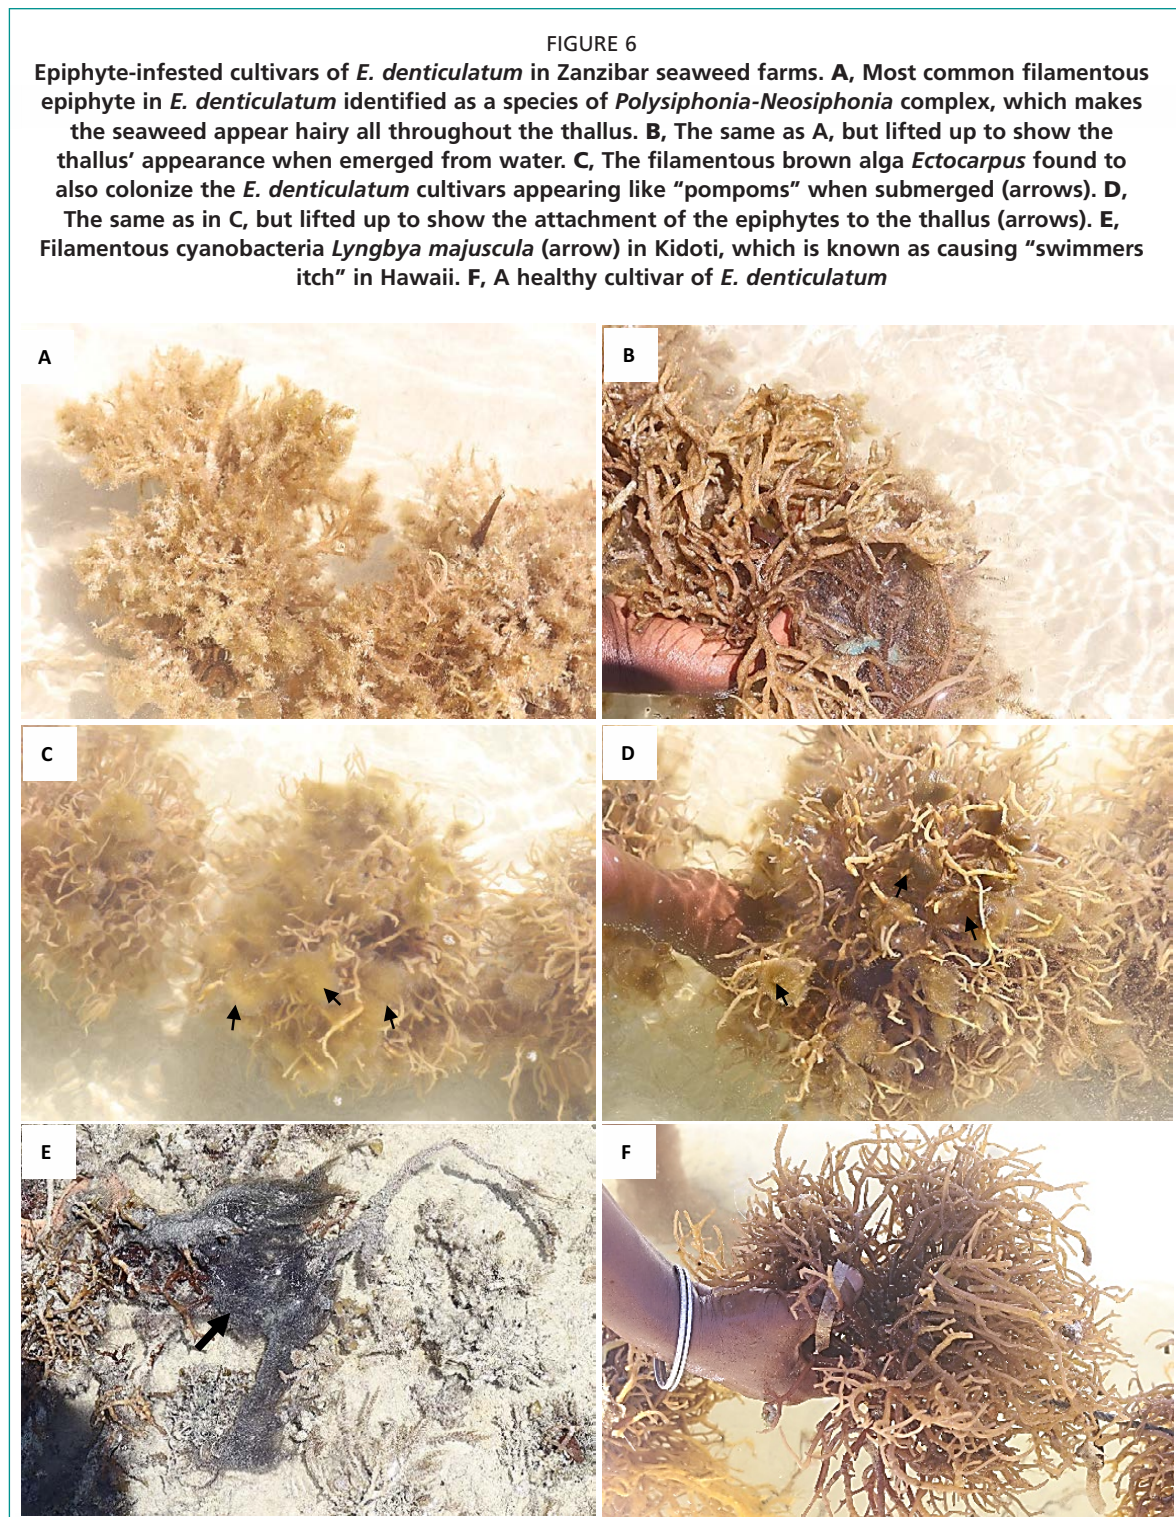 FIGURE 6
Epiphyte-infested cultivars of E. denticulatum in Zanzibar seaweed farms. A, Most common filamentous
epiphyte in E. denticulatum identified as a species of Polysiphonia-Neosiphonia complex, which makes
the seaweed appear hairy all throughout the thallus. B, The same as A, but lifted up to show the
thallus’ appearance when emerged from water. C, The filamentous brown alga Ectocarpus found to
also colonize the E. denticulatum cultivars appearing like “pompoms” when submerged (arrows). D,
The same as in C, but lifted up to show the attachment of the epiphytes to the thallus (arrows). E,
Filamentous cyanobacteria Lyngbya majuscula (arrow) in Kidoti, which is known as causing “swimmers
itch” in Hawaii. F, A healthy cultivar of E. denticulatum
A
B
C
D
E
F